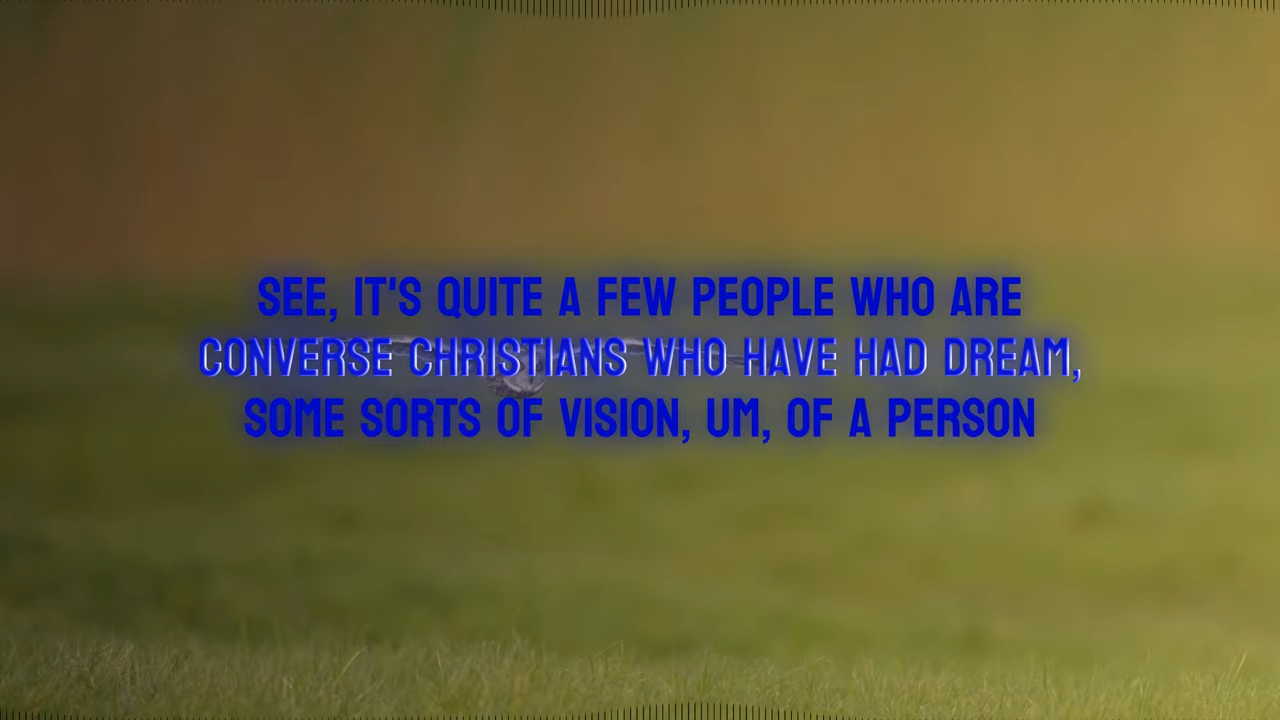 SEE, IT'S QUITE A FEW PEOPLE WHO ARE
CONVERSE CHRISTIANS WHO HAVE HAD DREAM,
SOME SORTS OF VISION, UM, OF A PERSON